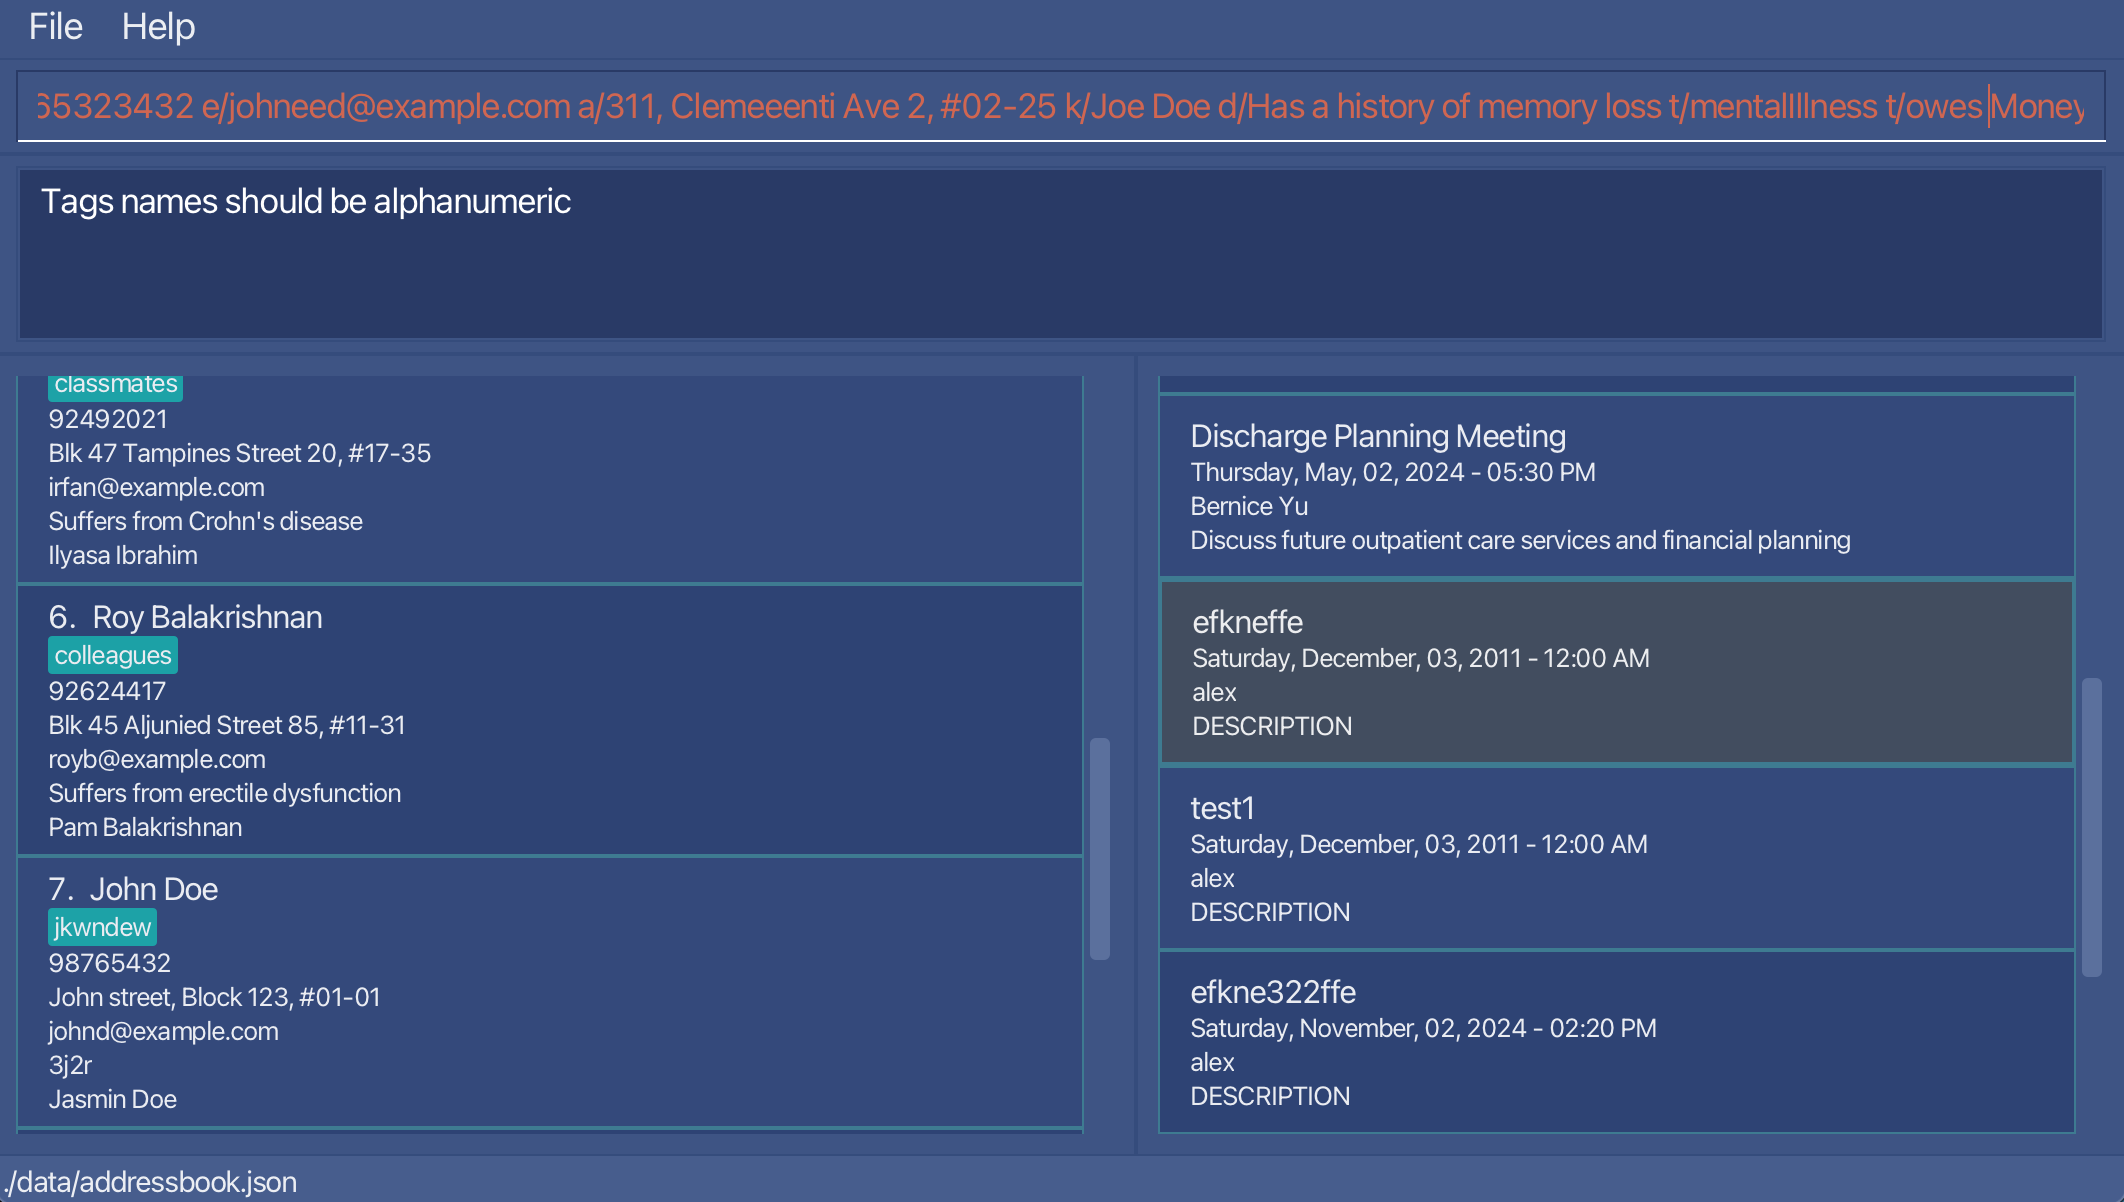 File Help
65323432 e/johneed@example.com a/311, Clemeeenti Ave 2, #02-25 k/Joe Doe d/Has a history of memory loss t/mentalIllness t/owes Money
Tags names should be alphanumeric
classmates
92492021
Blk 47 Tampines Street 20, #17-35
irfan@example.com
Suffers from Crohn's disease
Ilyasa Ibrahim
6. Roy Balakrishnan
colleagues
92624417
Blk 45 Aljunied Street 85, #11-31
royb@example.com
Suffers from erectile dysfunction
Pam Balakrishnan
7. John Doe
jkwndew
98765432
John street, Block 123, #01-01
johnd@example.com
3j2r
Jasmin Doe
Discharge Planning Meeting
Thursday, May, 02, 2024 - 05:30 PM
Bernice Yu
Discuss future outpatient care services and financial planning
efkneffe
Saturday, December, 03, 2011 - 12:00 AM
alex
DESCRIPTION
test1
Saturday, December, 03, 2011 - 12:00 AM
alex
DESCRIPTION
efkne322ffe
Saturday, November, 02, 2024 - 02:20 PM
alex
DESCRIPTION
./data/addressbook.json